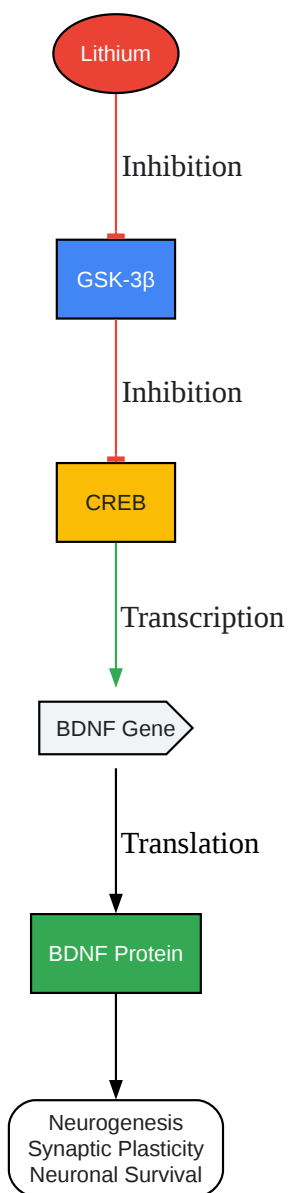 Lithium
Inhibition
GSK-3β
Inhibition
CREB
Transcription
BDNF Gene
Translation
BDNF Protein
Neurogenesis
Synaptic Plasticity
Neuronal Survival